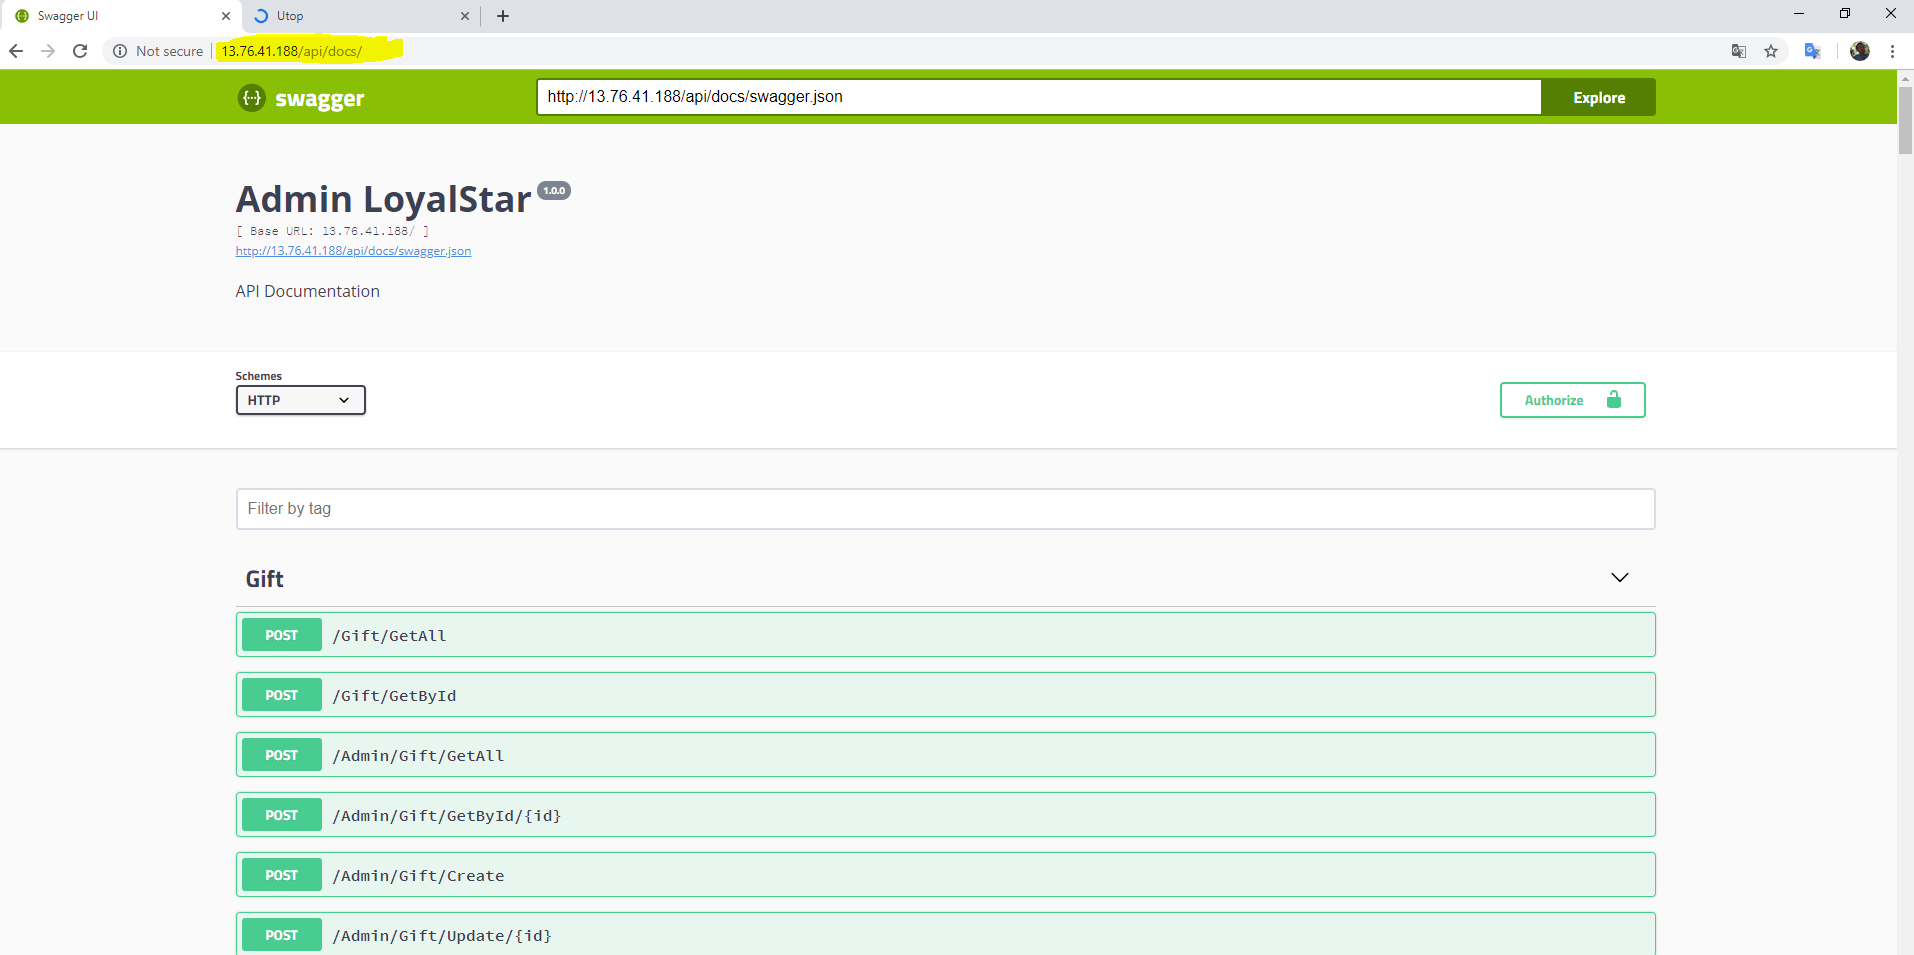 Swagger UI
Utop
Not secure
13.76.41.188/api/docs/
{···} swagger
http://13.76.41.188/api/docs/swagger.json
Explore
Admin LoyalStar 1.0.0
[ Base URL: 13.76.41.188/ ]
http://13.76.41.188/api/docs/swagger.json
API Documentation
Schemes
HTTP
Authorize
Filter by tag
Gift
POST /Gift/GetAll
POST /Gift/GetById
POST /Admin/Gift/GetAll
POST /Admin/Gift/GetById/{id}
POST /Admin/Gift/Create
POST /Admin/Gift/Update/{id}